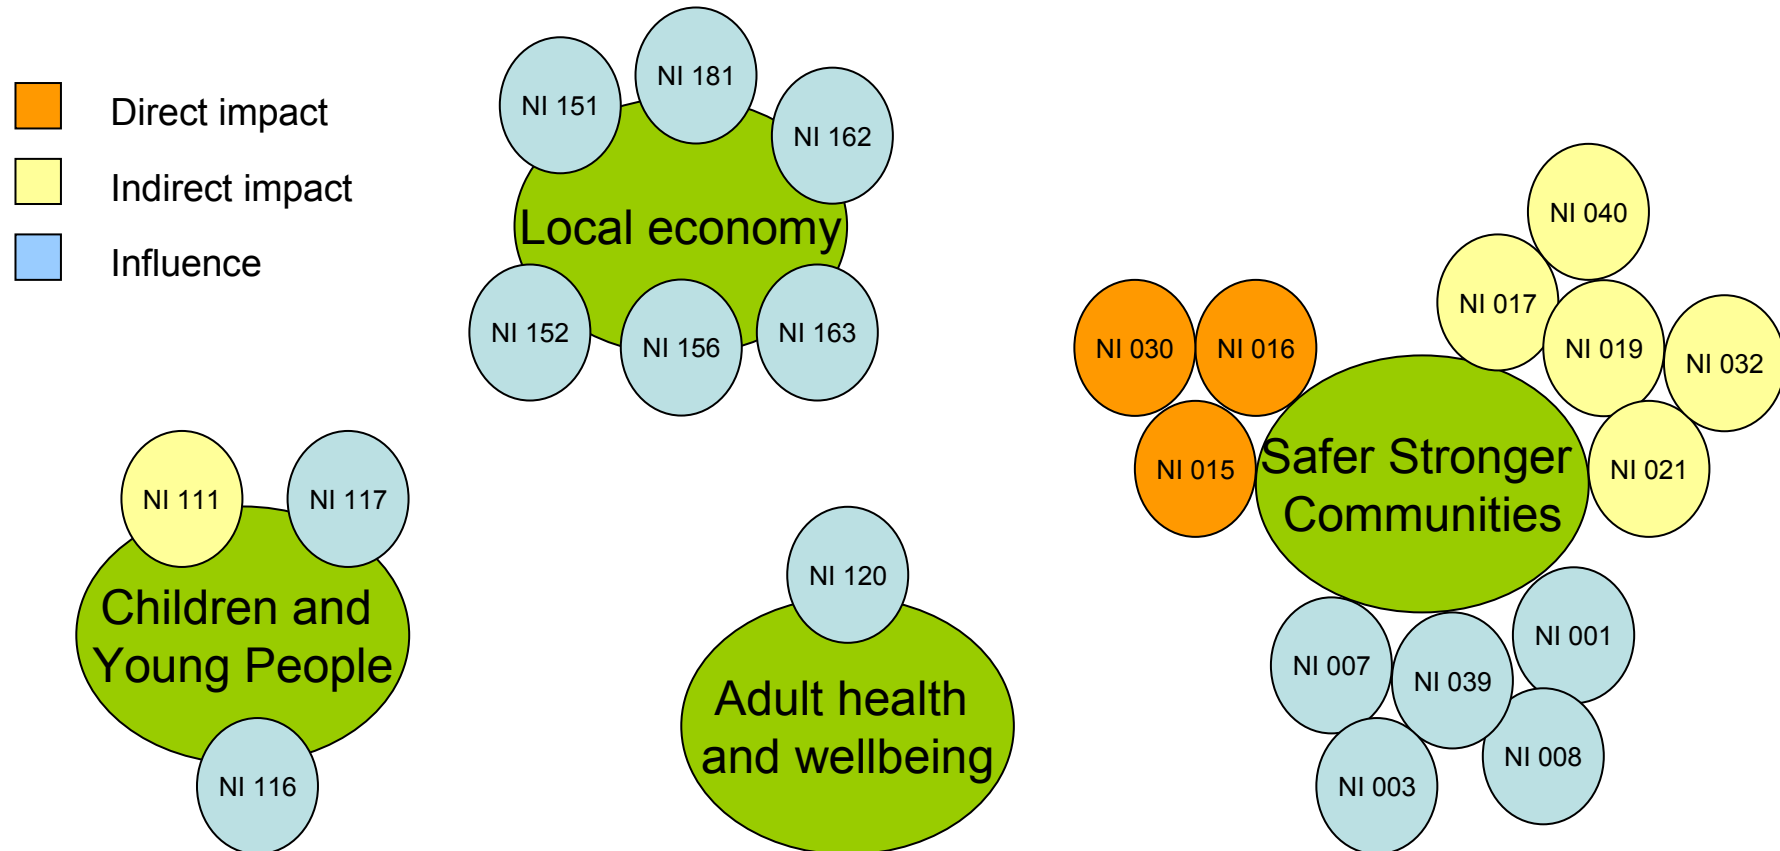 Direct impact
Indirect impact
Influence
NI 151
NI 181
NI 162
Local economy
NI 152
NI 156
NI 163
NI 111
NI 117
Children and
Young People
NI 116
NI 120
Adult health
and wellbeing
NI 040
NI 017
NI 030
NI 016
NI 019
NI 032
NI 015
Safer Stronger
Communities
NI 021
NI 001
NI 007
NI 039
NI 008
NI 003